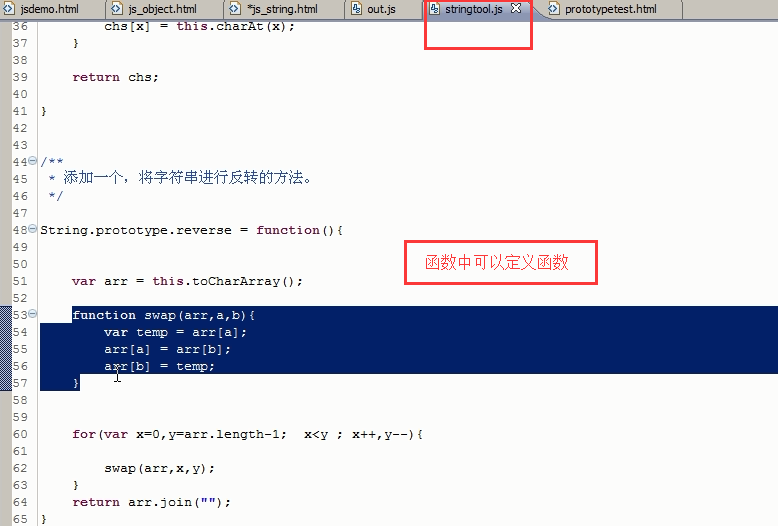 jsdemo.html js_object.html *js_string.html out.js stringtool.js prototypetest.html
36 chs[x] = this.charAt(x);
37 }
38
39 return chs;
40
41 }
42
43
44 /**
45 * 添加一个，将字符串进行反转的方法。
46 */
47
48 String.prototype.reverse = function(){
49
函数中可以定义函数
50
51 var arr = this.toCharArray();
52
53 function swap(arr,a,b){
54 var temp = arr[a];
55 arr[a] = arr[b];
56 arr[b] = temp;
57 }
58
59
60 for(var x=0,y=arr.length-1; x<y ; x++,y--){
61
62 swap(arr,x,y);
63 }
64 return arr.join("");
65 }